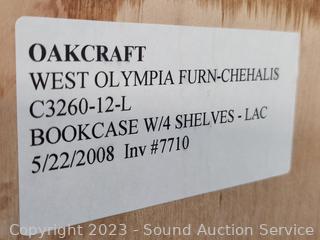 OAKCRAFT
WEST OLYMPIA FURN-CHEHALIS
C3260-12-L
BOOKCASE W/4 SHELVES - LAC
5/22/2008 Inv #7710
Copyright 2023 - Sound Auction Service